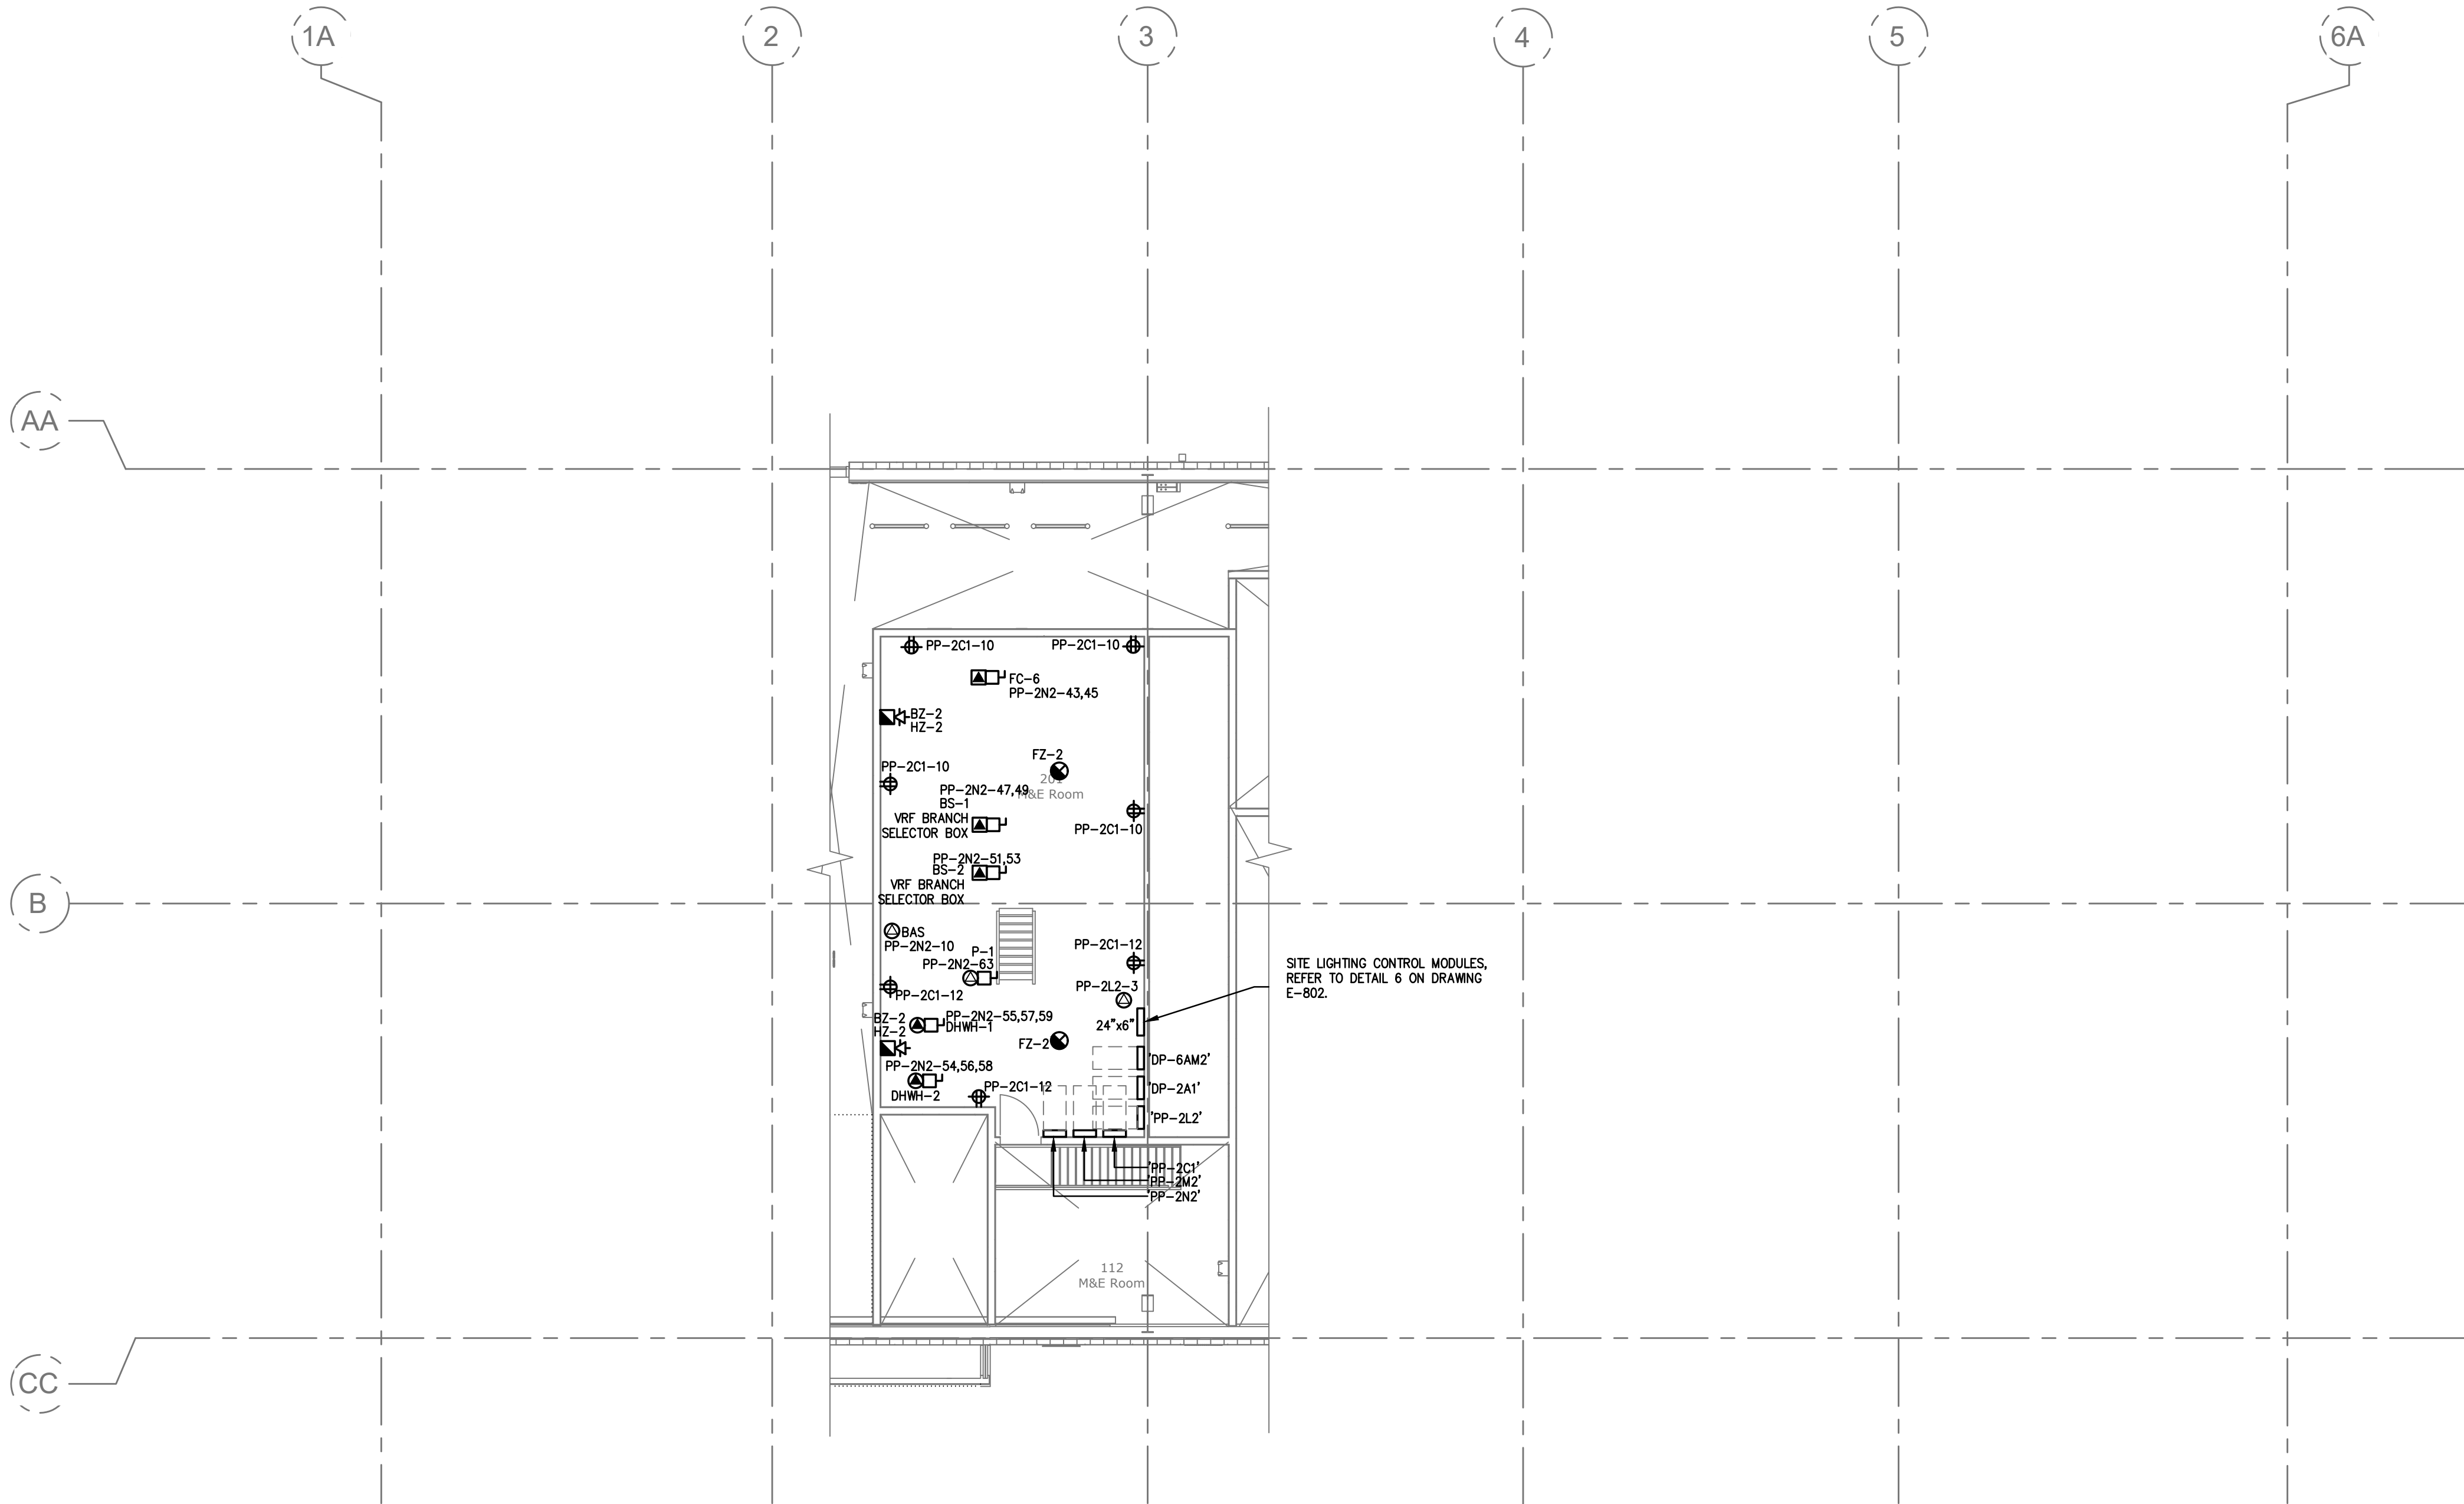 1A
2
3
4
5
6A
AA
B
CC
PP-2C1-10
PP-2C1-10
FC-6
PP-2N2-43,45
BZ-2
HZ-2
FZ-2
201
M&E Room
PP-2C1-10
PP-2N2-47,49
BS-1
VRF BRANCH
SELECTOR BOX
PP-2C1-10
PP-2N2-51,53
BS-2
VRF BRANCH
SELECTOR BOX
BAS
PP-2N2-10
P-1
PP-2N2-63
PP-2C1-12
PP-2C1-12
PP-2L2-3
SITE LIGHTING CONTROL MODULES,
REFER TO DETAIL 6 ON DRAWING
E-802.
BZ-2
HZ-2
PP-2N2-55,57,59
DHWH-1
24"x6"
FZ-2
'DP-6AM2'
PP-2N2-54,56,58
DHWH-2
PP-2C1-12
'DP-2A1'
'PP-2L2'
'PP-2C1'
'PP-2M2'
'PP-2N2'
112
M&E Room